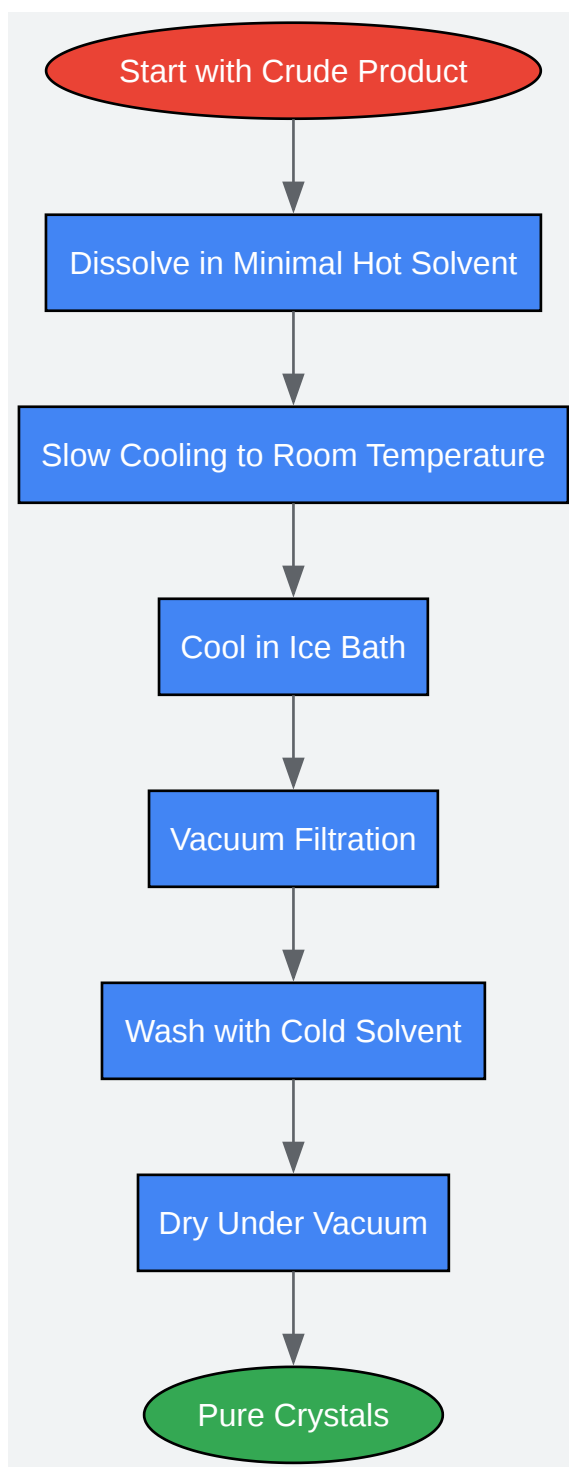 Start with Crude Product
Dissolve in Minimal Hot Solvent
Slow Cooling to Room Temperature
Cool in Ice Bath
Vacuum Filtration
Wash with Cold Solvent
Dry Under Vacuum
Pure Crystals